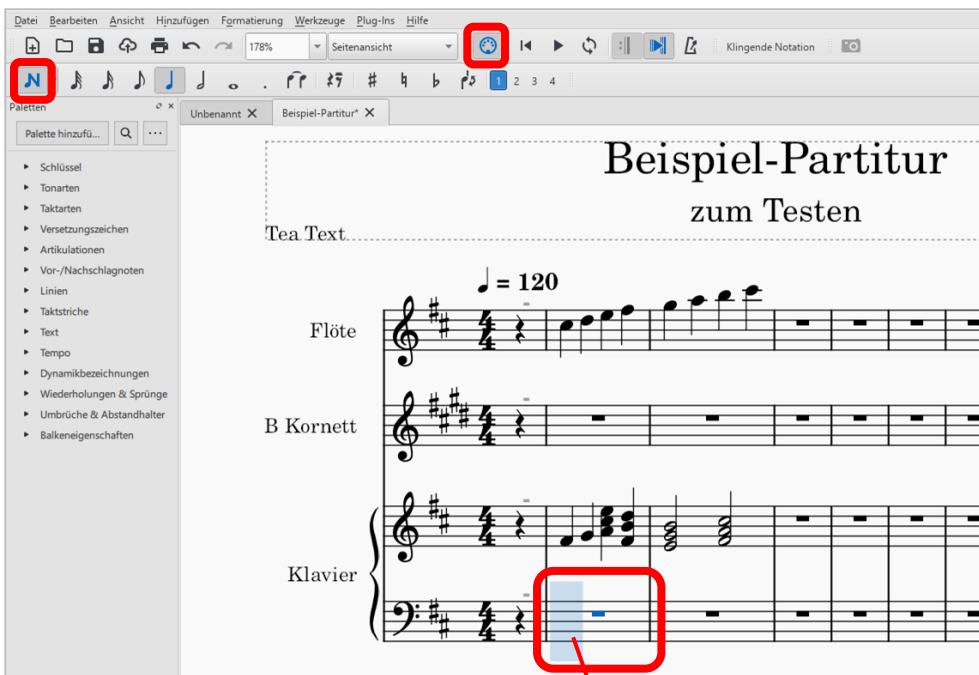 Datei Bearbeiten Ansicht Hinzufügen Formatierung Werkzeuge Plug-Ins Hilfe
178% Seitenansicht Klingende Notation
1 2 3 4
Paletten
Unbenannt Beispiel-Partitur*
Palette hinzufü... ...
Schlüssel
Tonarten
Taktarten
Versetzungszeichen
Artikulationen
Vor-/Nachschlagnoten
Linien
Taktstriche
Text
Tempo
Dynamikbezeichnungen
Wiederholungen & Sprünge
Umbrüche & Abstandhalter
Balkeneigenschaften
Beispiel-Partitur
zum Testen
Tea Text
♩ = 120
Flöte
B Kornett
Klavier